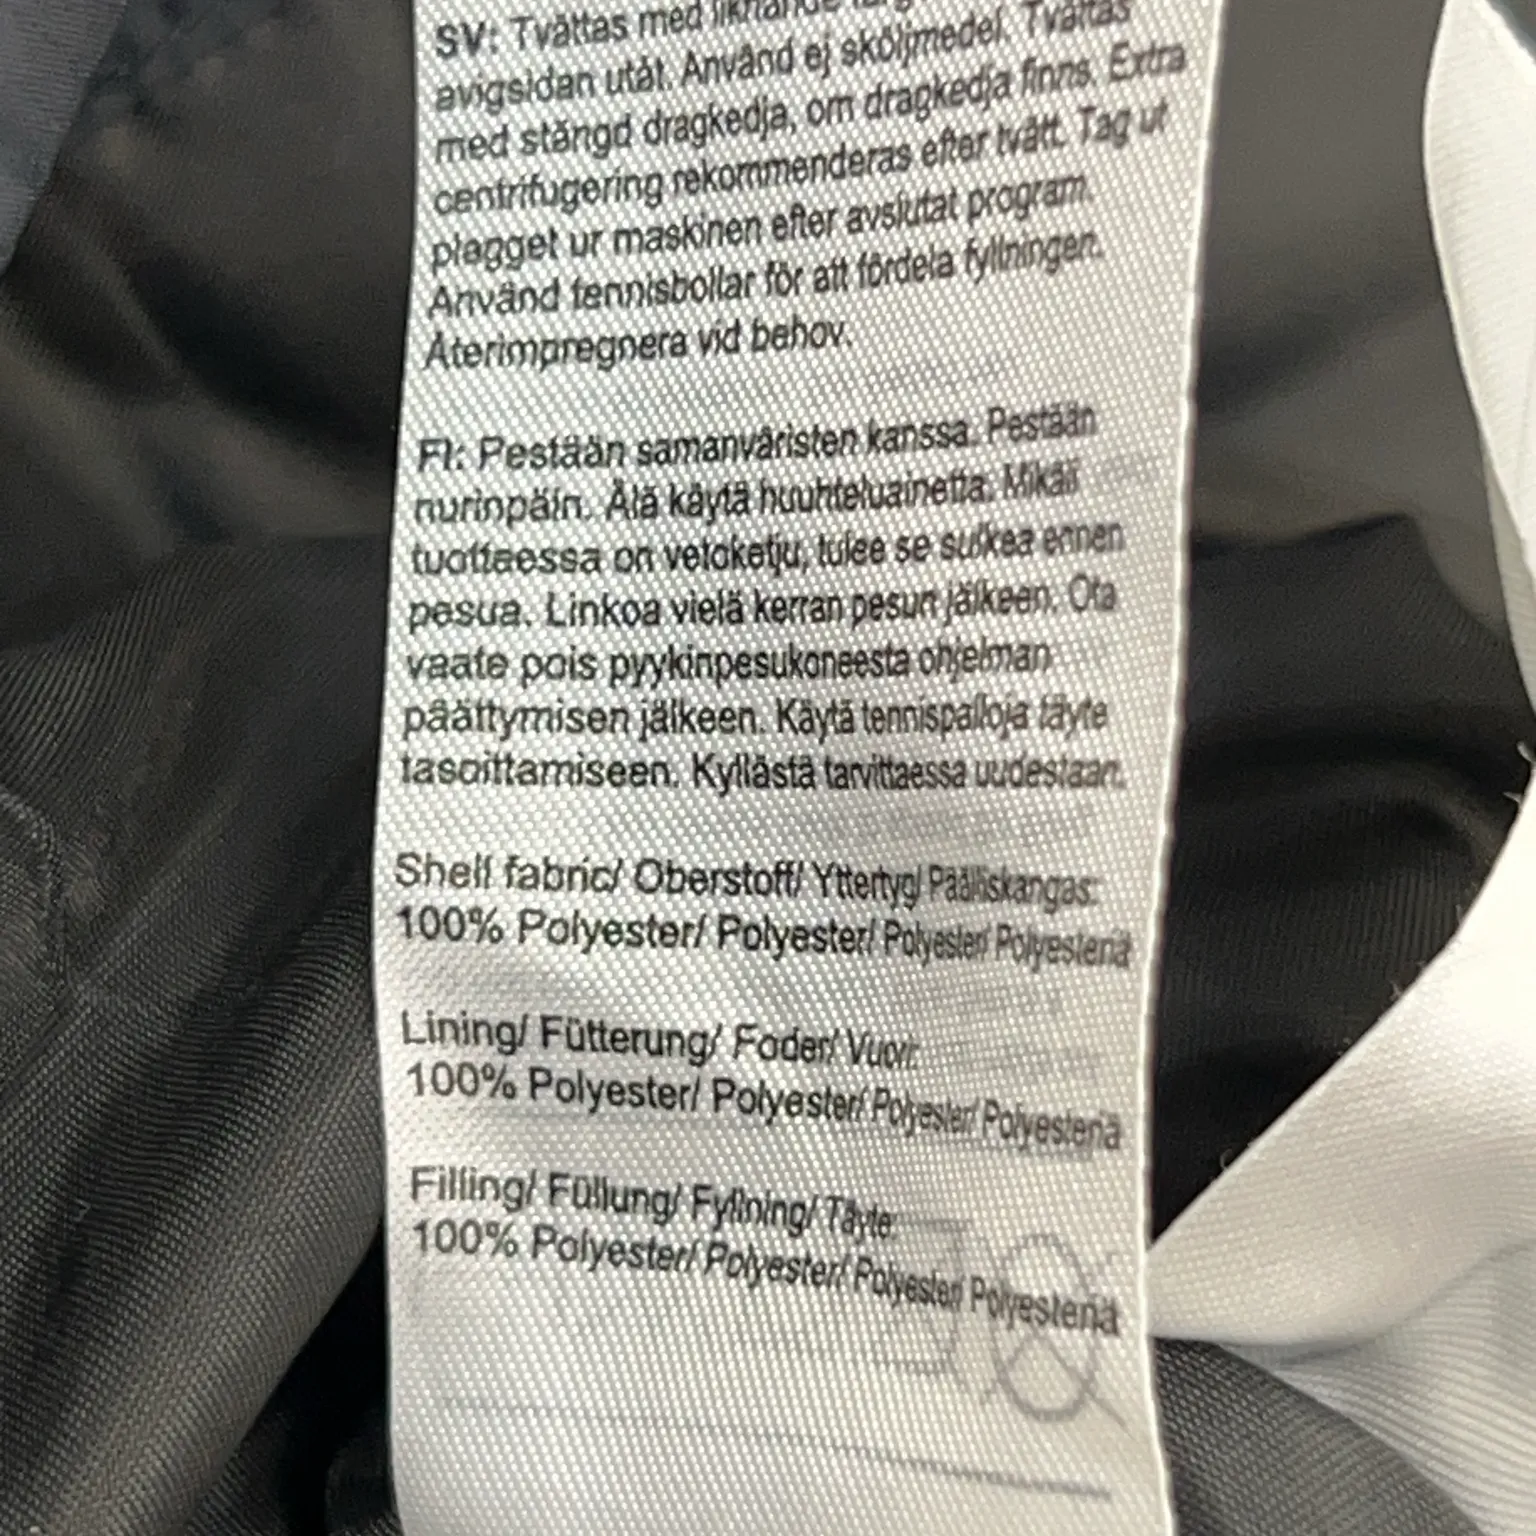 SV: Tvättas med liknande
avigsidan utåt. Använd ej sköljmedel. Tvättas
med stängd dragkedja, om dragkedja finns. Extra
centrifugering rekommenderas efter tvätt. Tag ut
plagget ur maskinen efter avslutat program.
Använd tennisbollar för att fördela fyllningen.
Återimpregnera vid behov.
FI: Pestään samanväristen kanssa. Pestään
nurinpäin. Älä käytä huuhteluainetta. Mikäli
tuotteessa on vetoketju, tulee se sulkea ennen
pesua. Linkoa vielä kerran pesun jälkeen. Ota
vaate pois pyykinpesukoneesta ohjelman
päättymisen jälkeen. Käytä tennispalloja täyte
tasoittamiseen. Kyllästä tarvittaessa uudestaan.
Shell fabric/ Oberstoff/ Yttertyg/ Päälliskangas:
100% Polyester/ Polyester/ Polyester/ Polyesteriä
Lining/ Fütterung/ Foder/ Vuori:
100% Polyester/ Polyester/ Polyester/ Polyesteriä
Filling/ Füllung/ Fyllning/ Täyte:
100% Polyester/ Polyester/ Polyester/ Polyesteriä